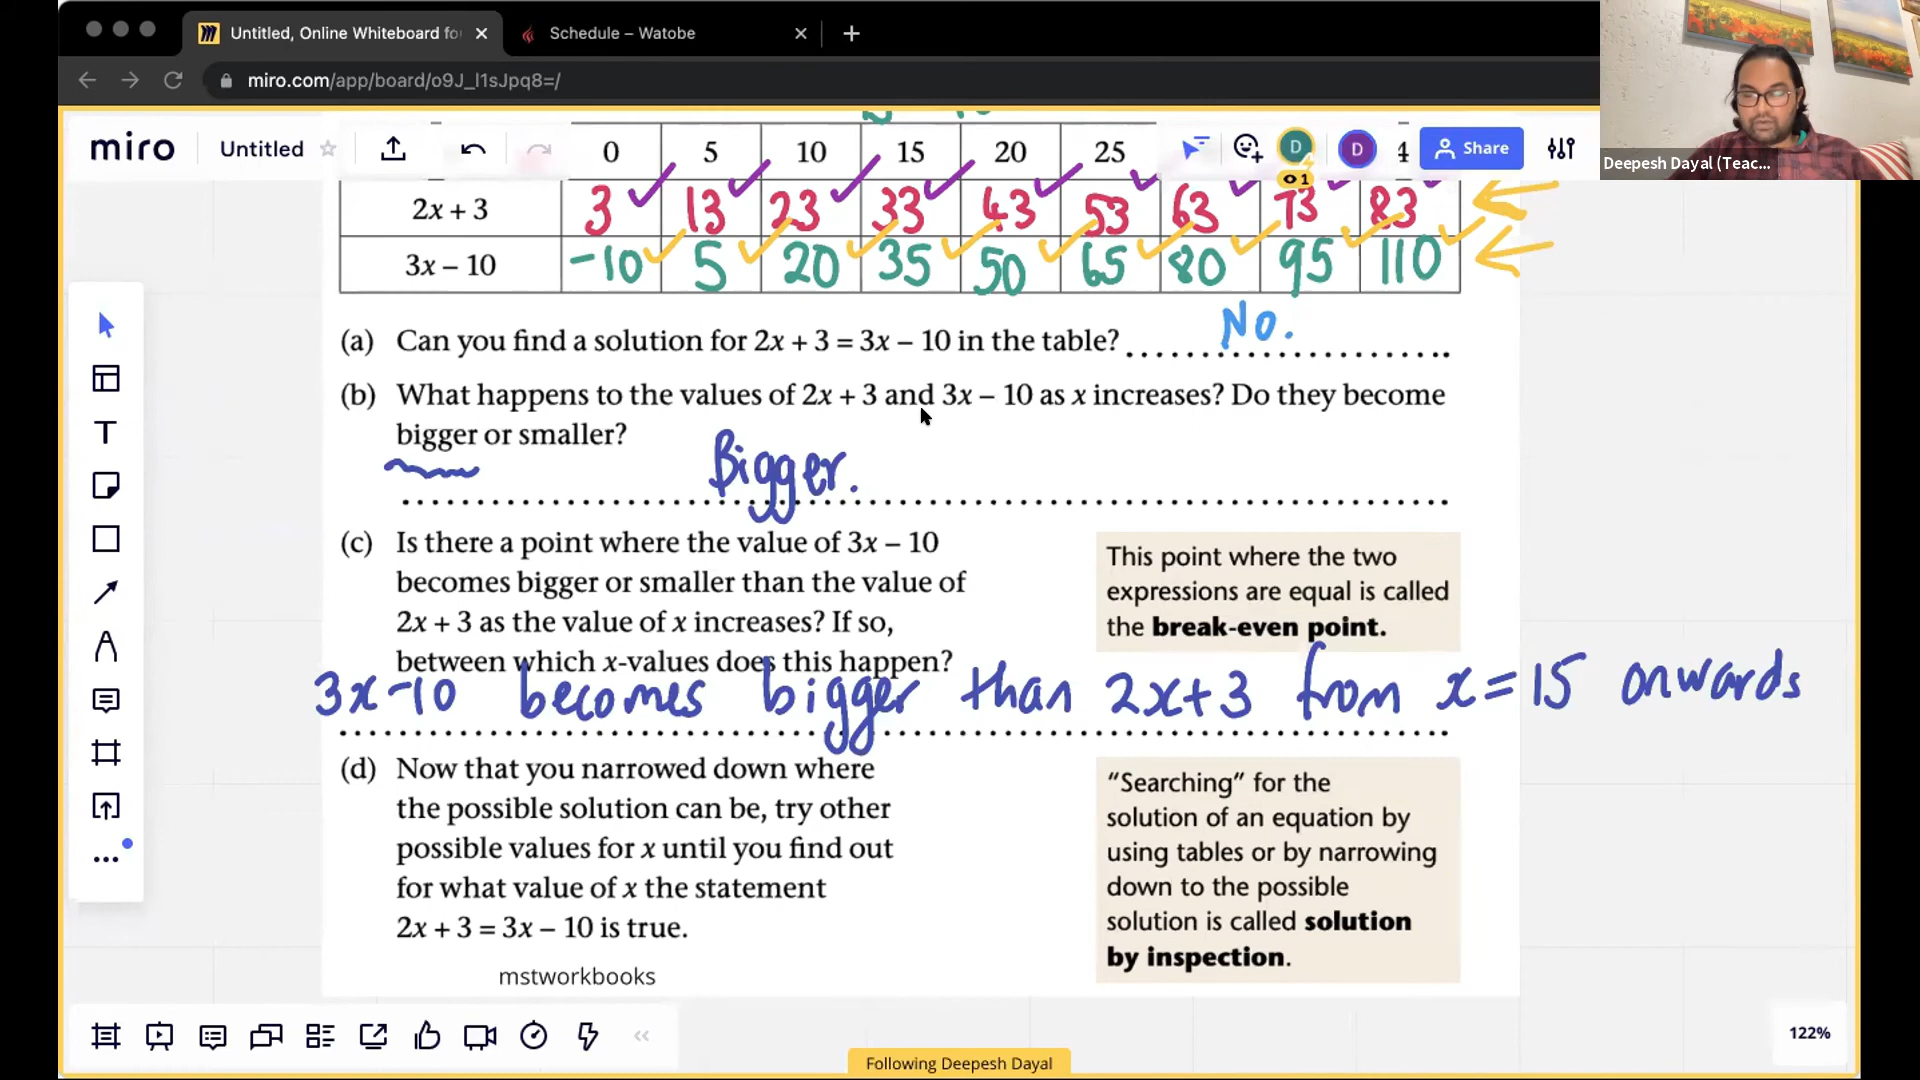 Untitled, Online Whiteboard fo
Schedule – Watobe
miro.com/app/board/o9J_l1sJpq8=/
Deepesh Dayal (Teac...
miro
Untitled
D
D
1
Share
0 5 10 15 20 25 4
2x + 3 3 13 23 33 43 53 63 73 83
3x – 10 -10 5 20 35 50 65 80 95 110
(a) Can you find a solution for 2x + 3 = 3x – 10 in the table? No.
(b) What happens to the values of 2x + 3 and 3x – 10 as x increases? Do they become
bigger or smaller?
Bigger.
(c) Is there a point where the value of 3x – 10
becomes bigger or smaller than the value of
2x + 3 as the value of x increases? If so,
between which x-values does this happen?
This point where the two
expressions are equal is called
the break-even point.
3x-10 becomes bigger than 2x+3 from x=15 onwards
(d) Now that you narrowed down where
the possible solution can be, try other
possible values for x until you find out
for what value of x the statement
2x + 3 = 3x – 10 is true.
“Searching” for the
solution of an equation by
using tables or by narrowing
down to the possible
solution is called solution
by inspection.
mstworkbooks
122%
Following Deepesh Dayal